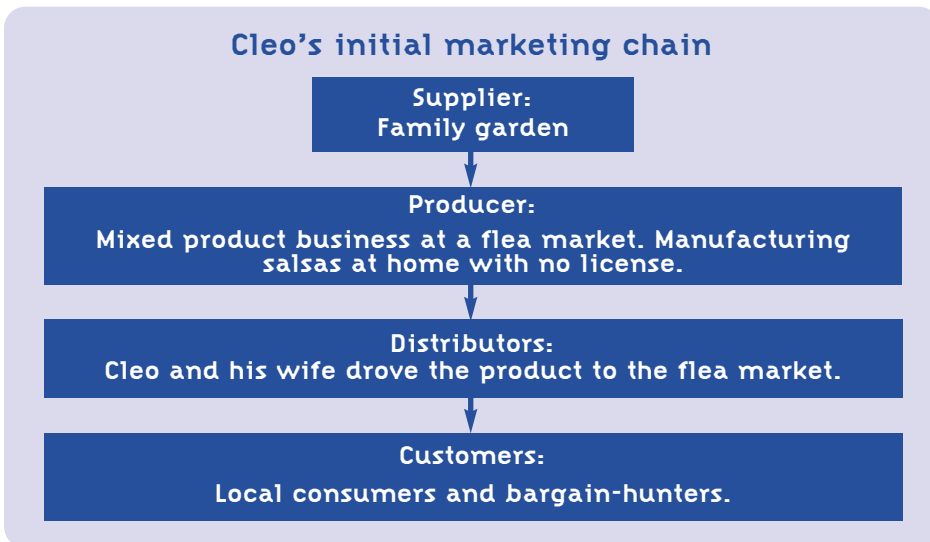 Cleo's initial marketing chain
Supplier:
Family garden
Producer:
Mixed product business at a flea market. Manufacturing
salsas at home with no license.
Distributors:
Cleo and his wife drove the product to the flea market.
Customers:
Local consumers and bargain-hunters.